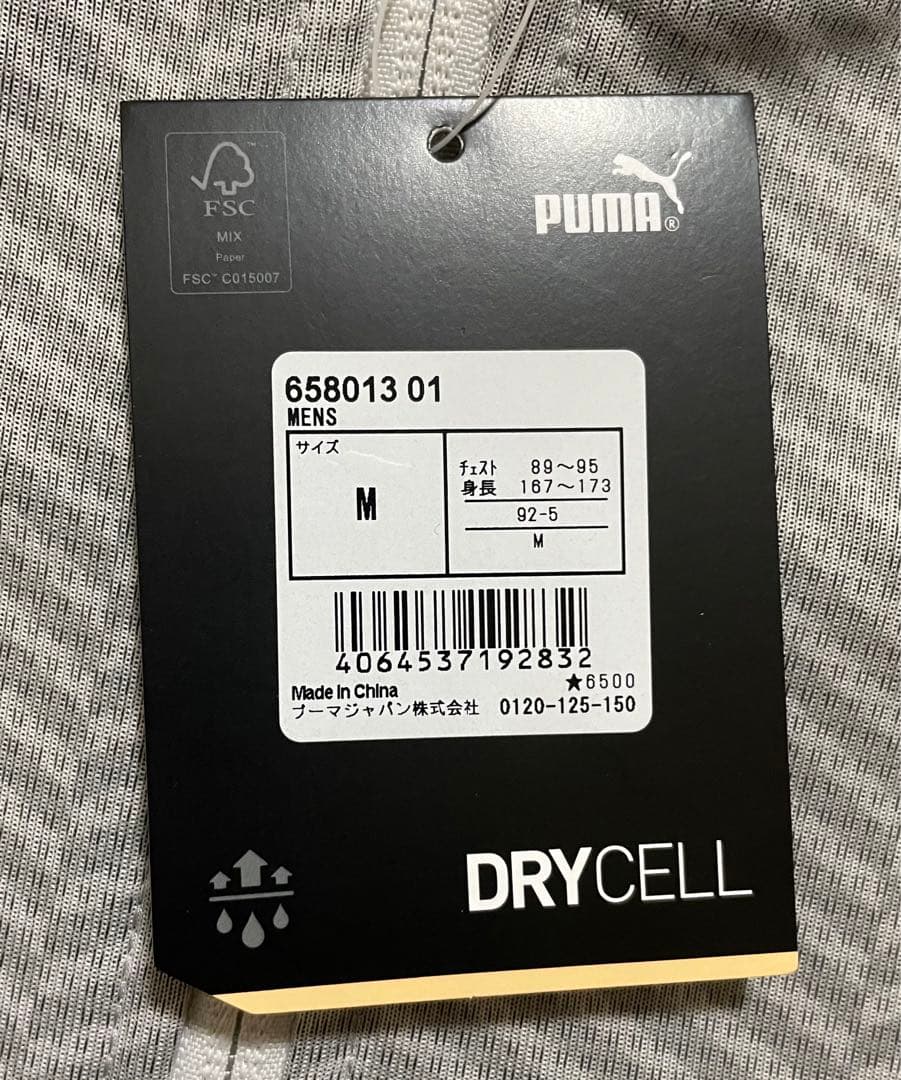 FSC™
MIX
Paper
FSC™ C015007
PUMA®
658013 01
MENS
サイズ
M
ﾁｪｽﾄ 89～95
身長 167～173
92-5
M
4064537192832
★6500
Made in China
プーマジャパン株式会社 0120-125-150
DRYCELL